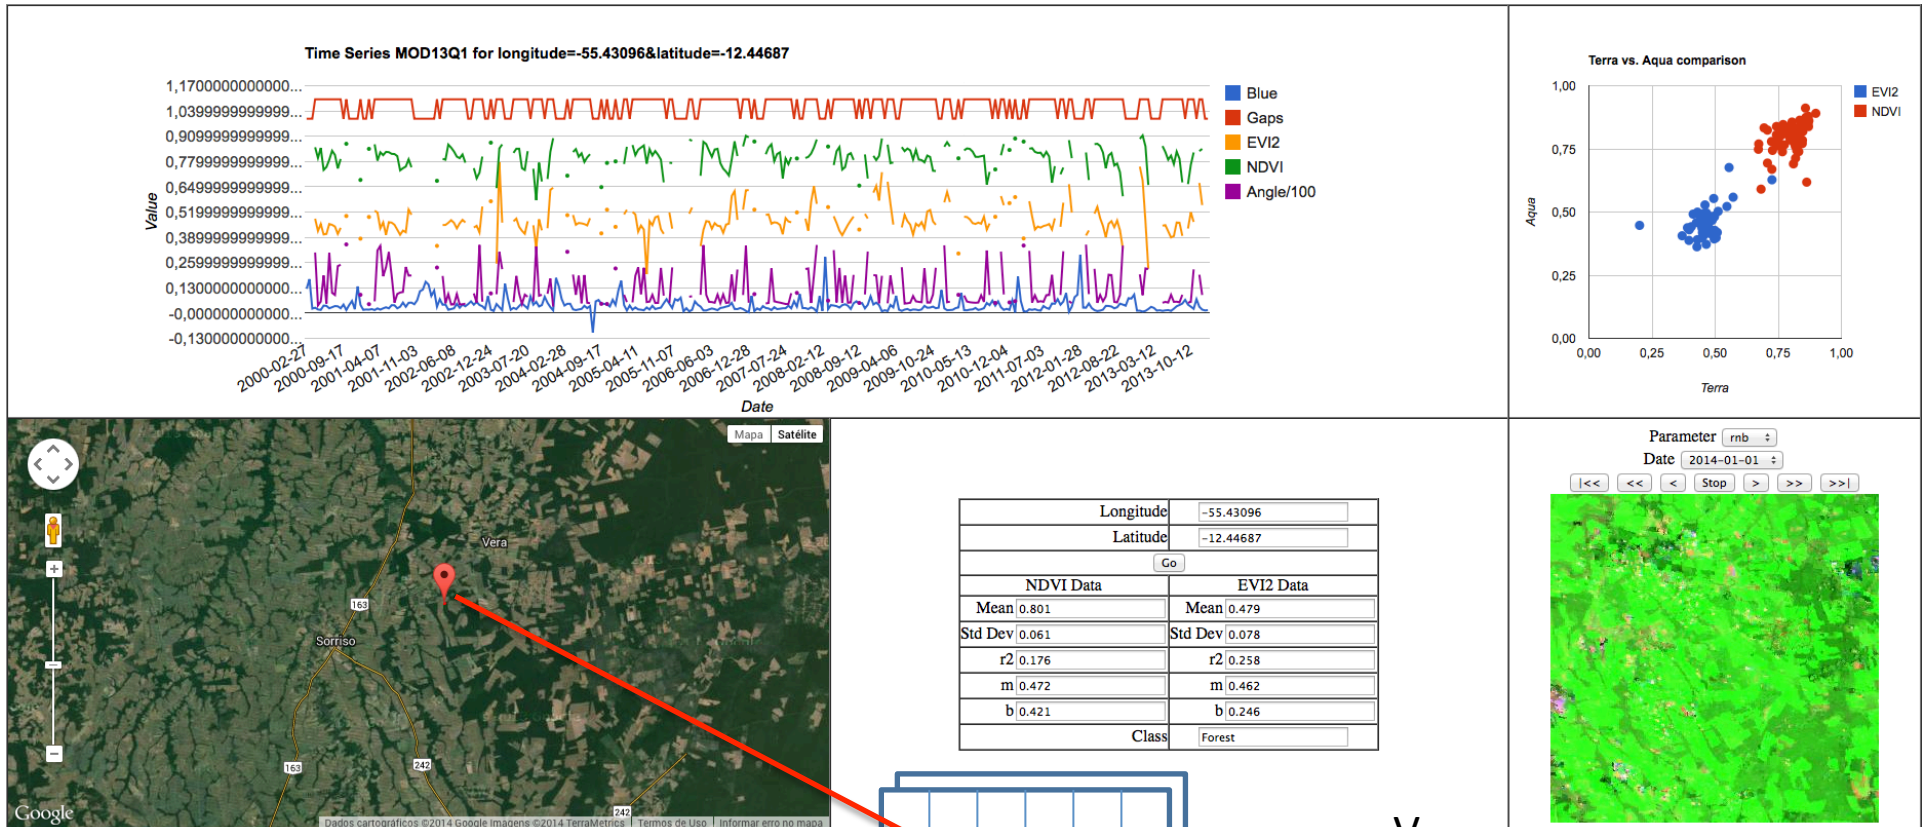 Time Series MOD13Q1 for longitude=-55.43096&latitude=-12.44687
1,1700000000000...
1,0399999999999...
0,9099999999999...
0,7799999999999...
0,6499999999999...
0,5199999999999...
0,3899999999999...
0,2599999999999...
0,1300000000000...
-0,000000000000...
-0,130000000000...
Value
2000-02-27
2000-09-17
2001-04-07
2001-11-03
2002-06-08
2002-12-24
2003-07-20
2004-02-28
2004-09-17
2005-04-11
2005-11-07
2006-06-03
2006-12-28
2007-07-24
2008-02-12
2008-09-12
2009-04-06
2009-10-24
2010-05-13
2010-12-04
2011-07-03
2012-01-28
2012-08-22
2013-03-12
2013-10-12
Date
Blue
Gaps
EVI2
NDVI
Angle/100
Terra vs. Aqua comparison
1,00
0,75
0,50
0,25
0,00
Aqua
0,00 0,25 0,50 0,75 1,00
Terra
EVI2
NDVI
Mapa Satélite
Vera
163
Sorriso
163
242
242
Google
Dados cartográficos ©2014 Google Imagens ©2014 TerraMetrics Termos de Uso Informar erro no mapa
Longitude -55.43096
Latitude -12.44687
Go
NDVI Data EVI2 Data
Mean 0.801 Mean 0.479
Std Dev 0.061 Std Dev 0.078
r2 0.176 r2 0.258
m 0.472 m 0.462
b 0.421 b 0.246
Class Forest
Parameter rnb
Date 2014-01-01
|<< << < Stop > >> >>|